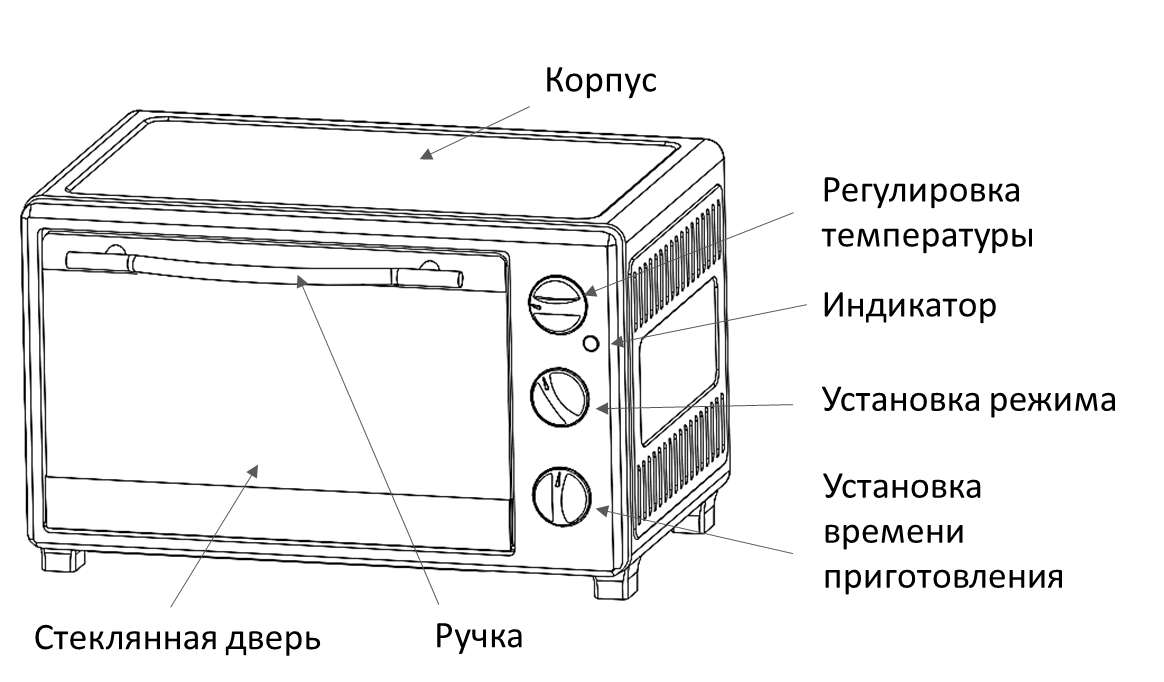 Корпус
Регулировка
температуры
Индикатор
Установка режима
Установка
времени
приготовления
Стеклянная дверь
Ручка